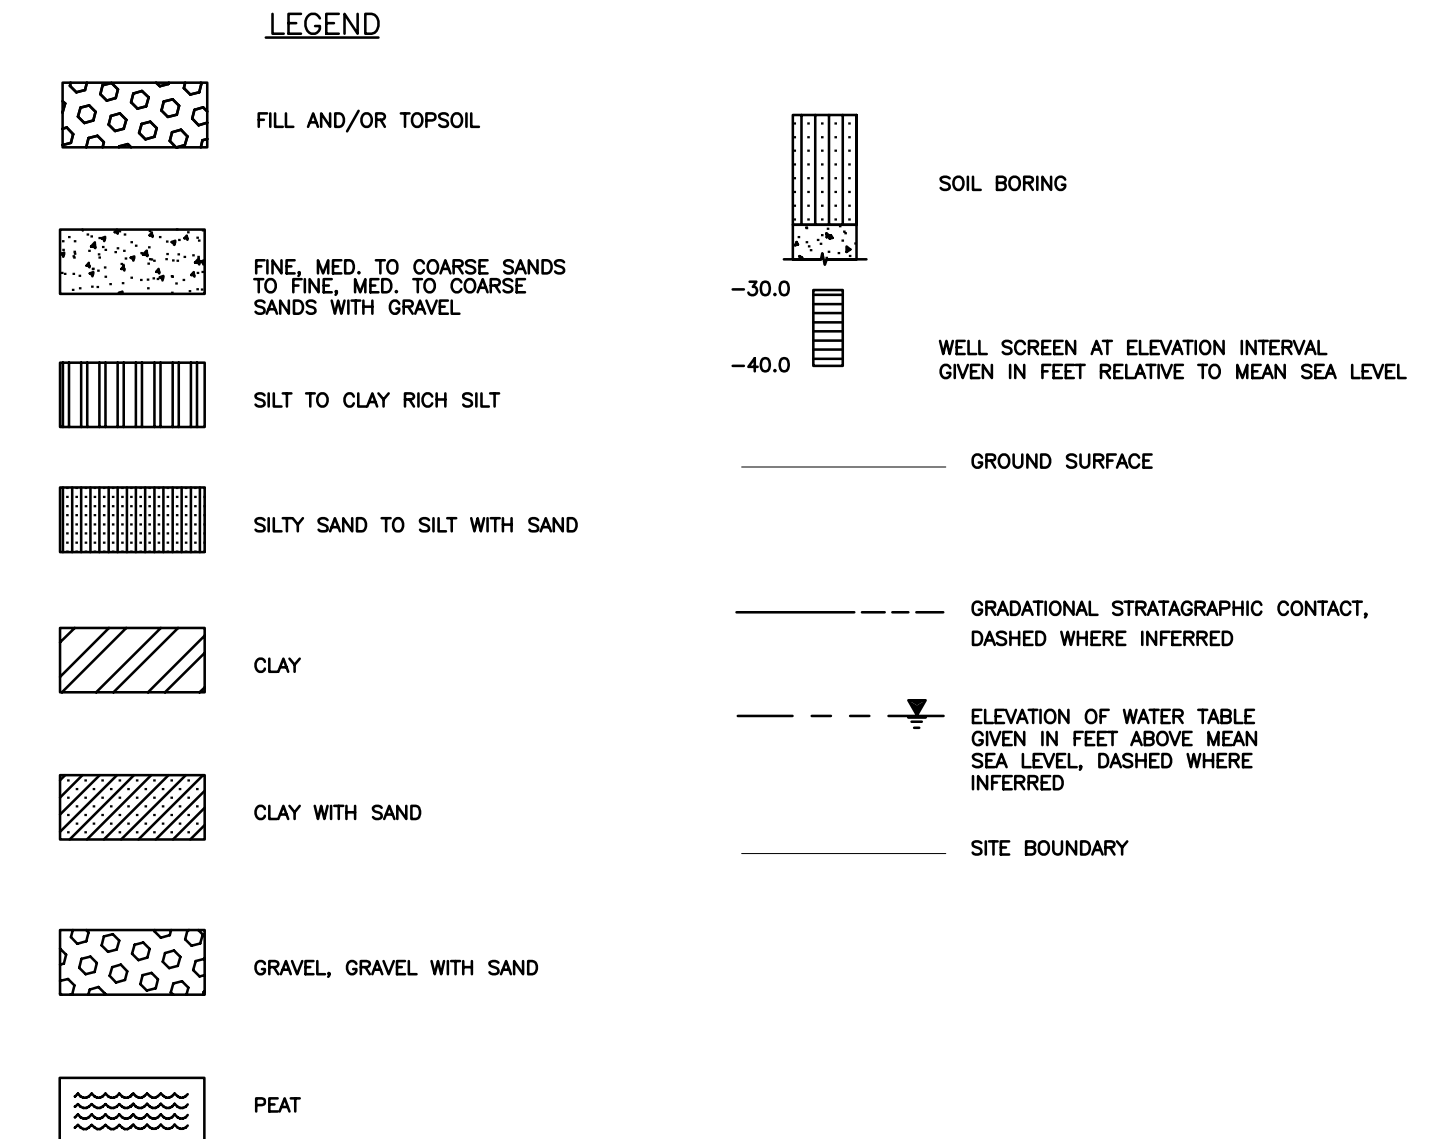 LEGEND
FILL AND/OR TOPSOIL
FINE, MED. TO COARSE SANDS
TO FINE, MED. TO COARSE
SANDS WITH GRAVEL
SILT TO CLAY RICH SILT
SILTY SAND TO SILT WITH SAND
CLAY
CLAY WITH SAND
GRAVEL, GRAVEL WITH SAND
PEAT
SOIL BORING
-30.0
-40.0
WELL SCREEN AT ELEVATION INTERVAL
GIVEN IN FEET RELATIVE TO MEAN SEA LEVEL
GROUND SURFACE
GRADATIONAL STRATAGRAPHIC CONTACT,
DASHED WHERE INFERRED
ELEVATION OF WATER TABLE
GIVEN IN FEET ABOVE MEAN
SEA LEVEL, DASHED WHERE
INFERRED
SITE BOUNDARY